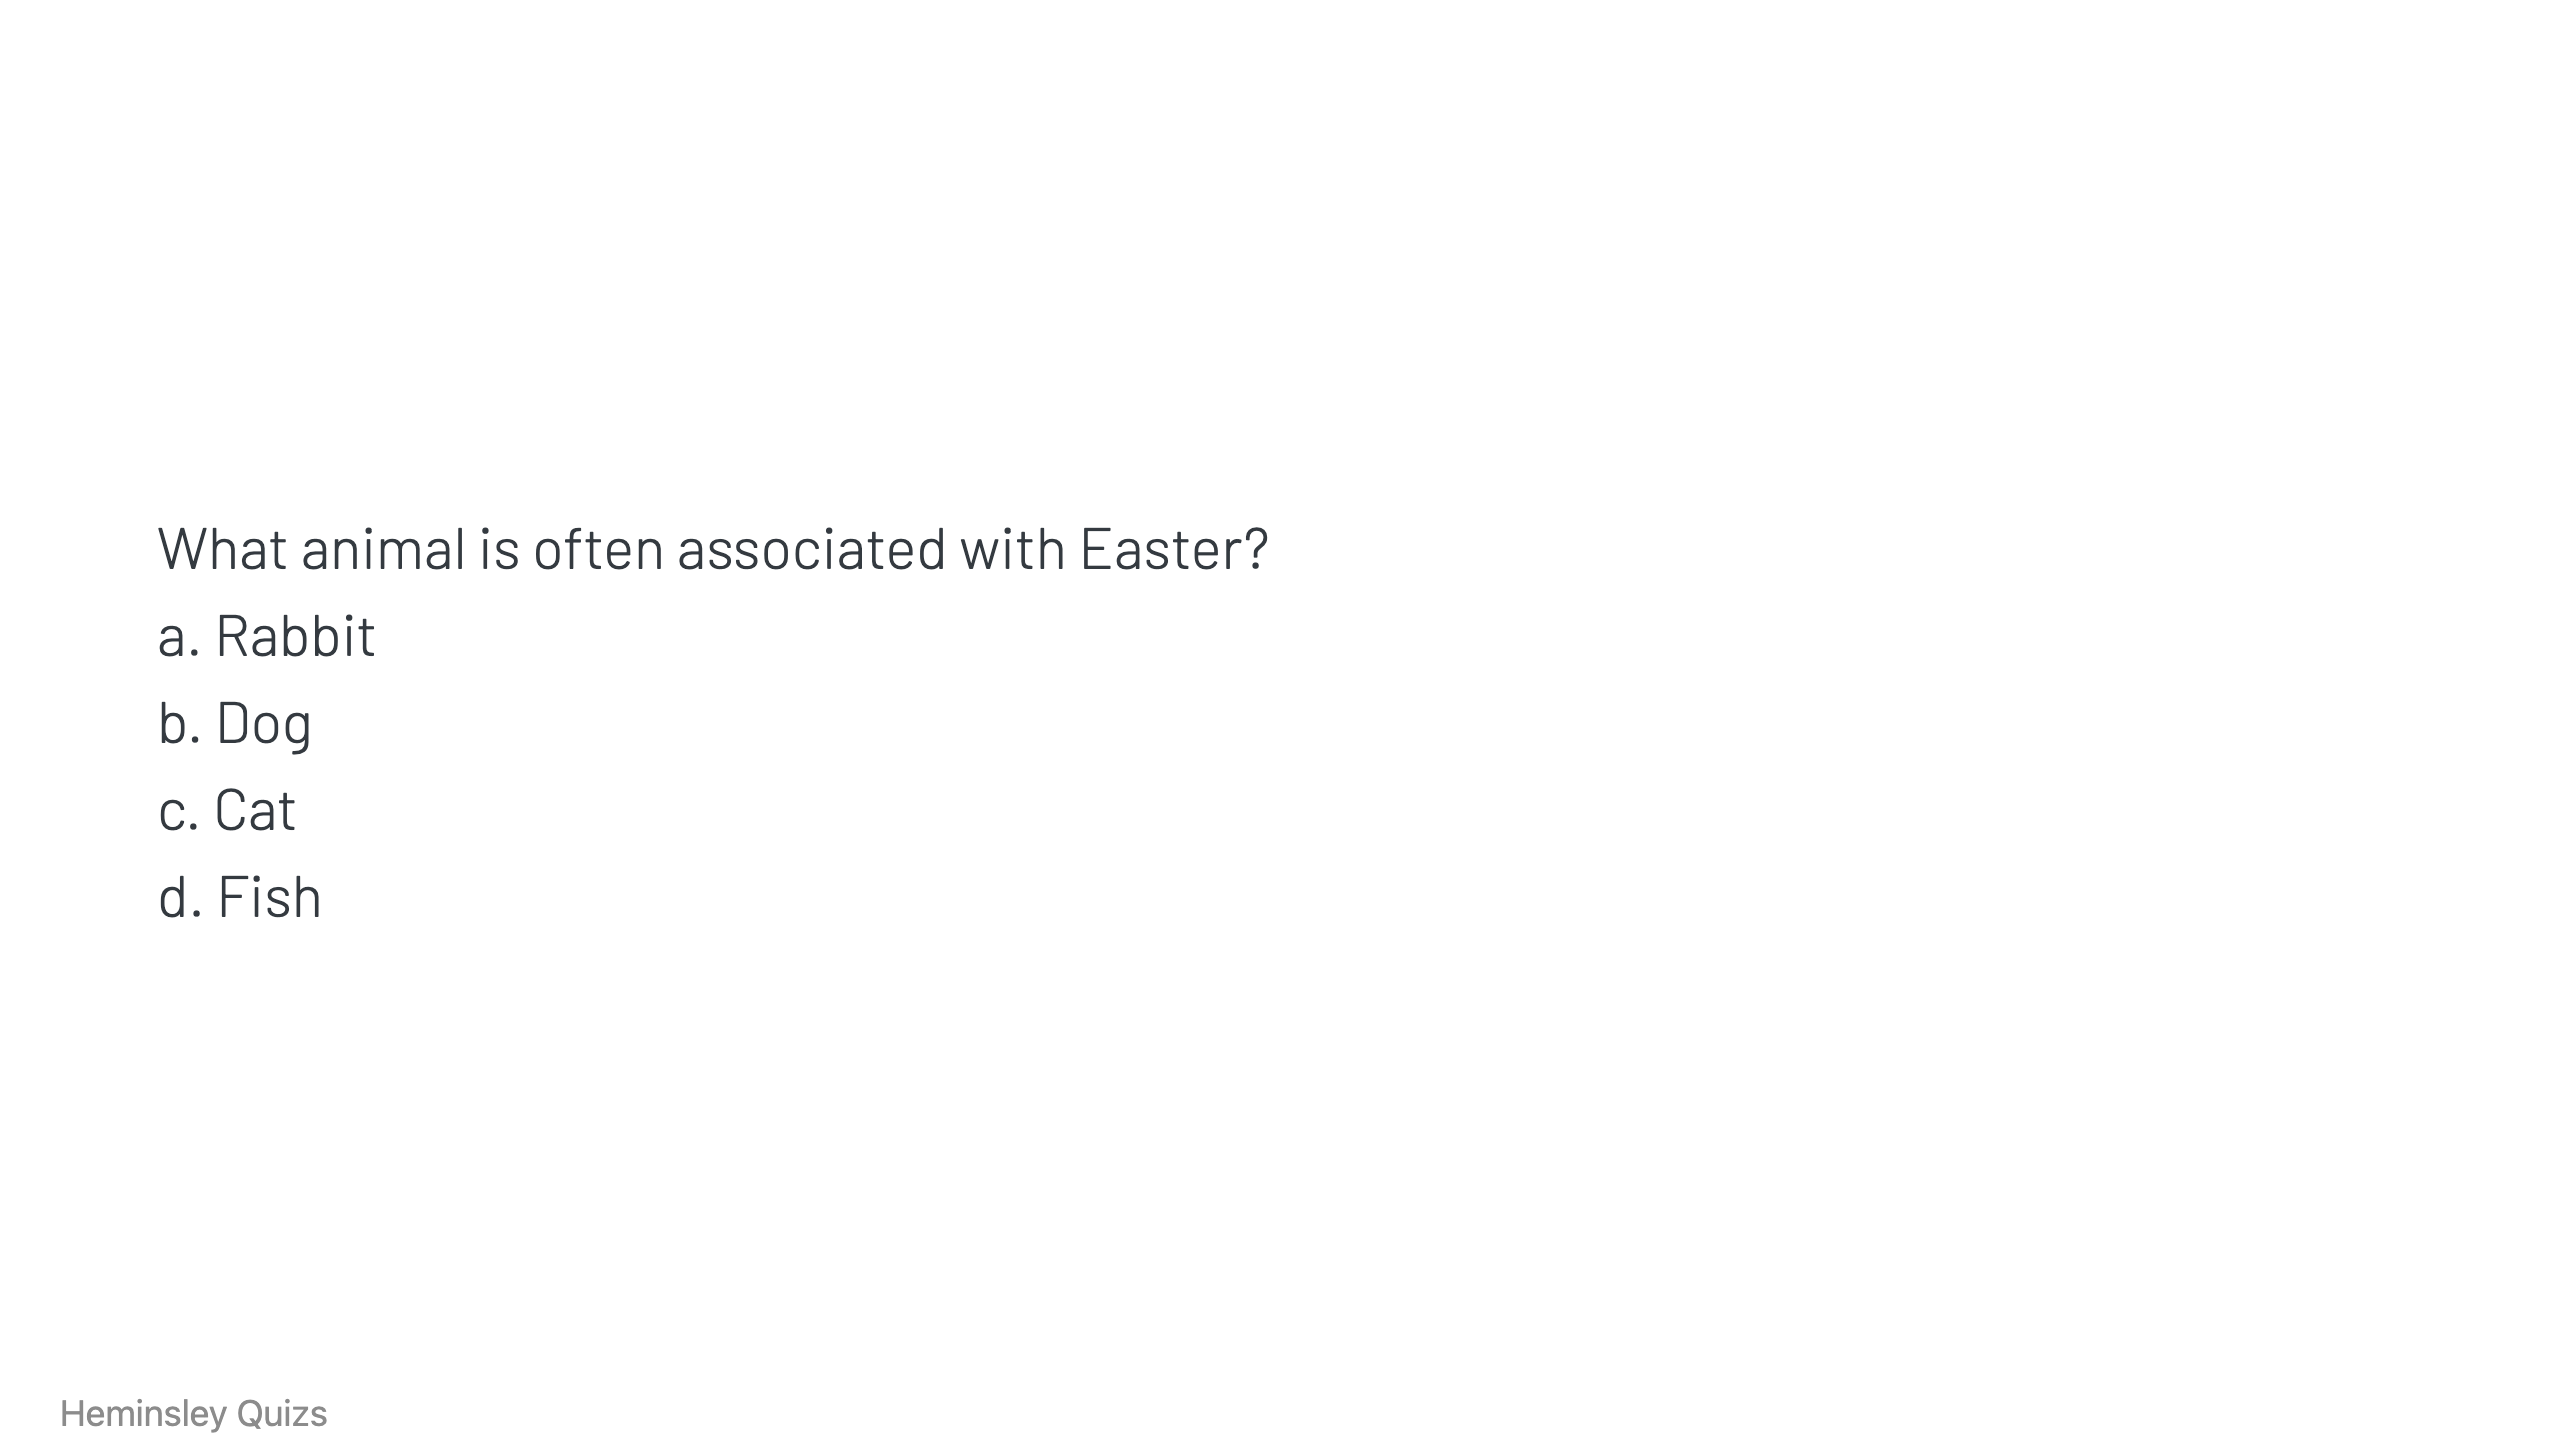 What animal is often associated with Easter?
a. Rabbit
b. Dog
c. Cat
d. Fish
Heminsley Quizs